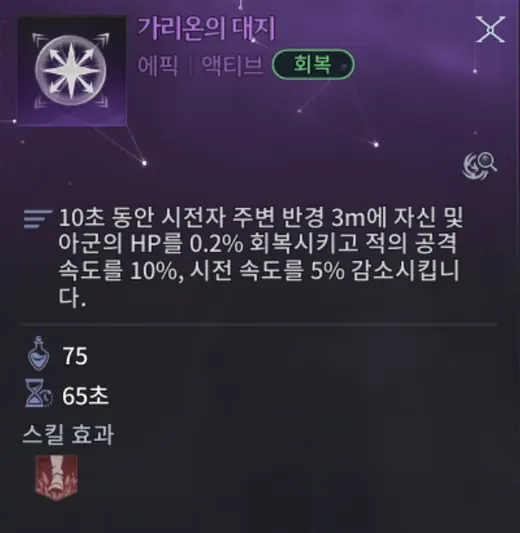 가리온의 대지
에픽 | 액티브 회복
10초 동안 시전자 주변 반경 3m에 자신 및
아군의 HP를 0.2% 회복시키고 적의 공격
속도를 10%, 시전 속도를 5% 감소시킵니
다.
75
65초
스킬 효과